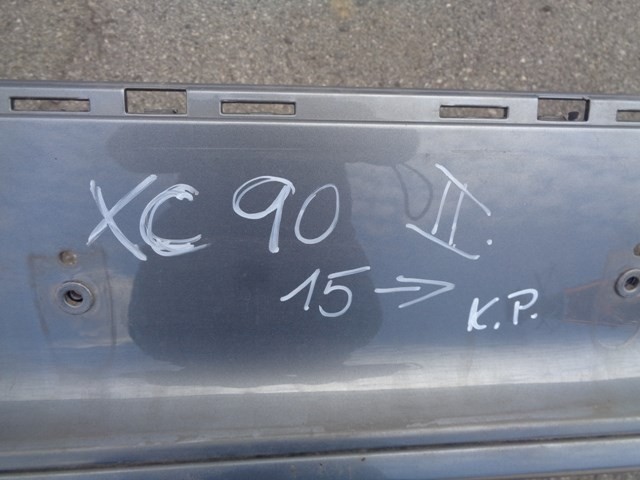 XC 90 II.
15 → K.P.